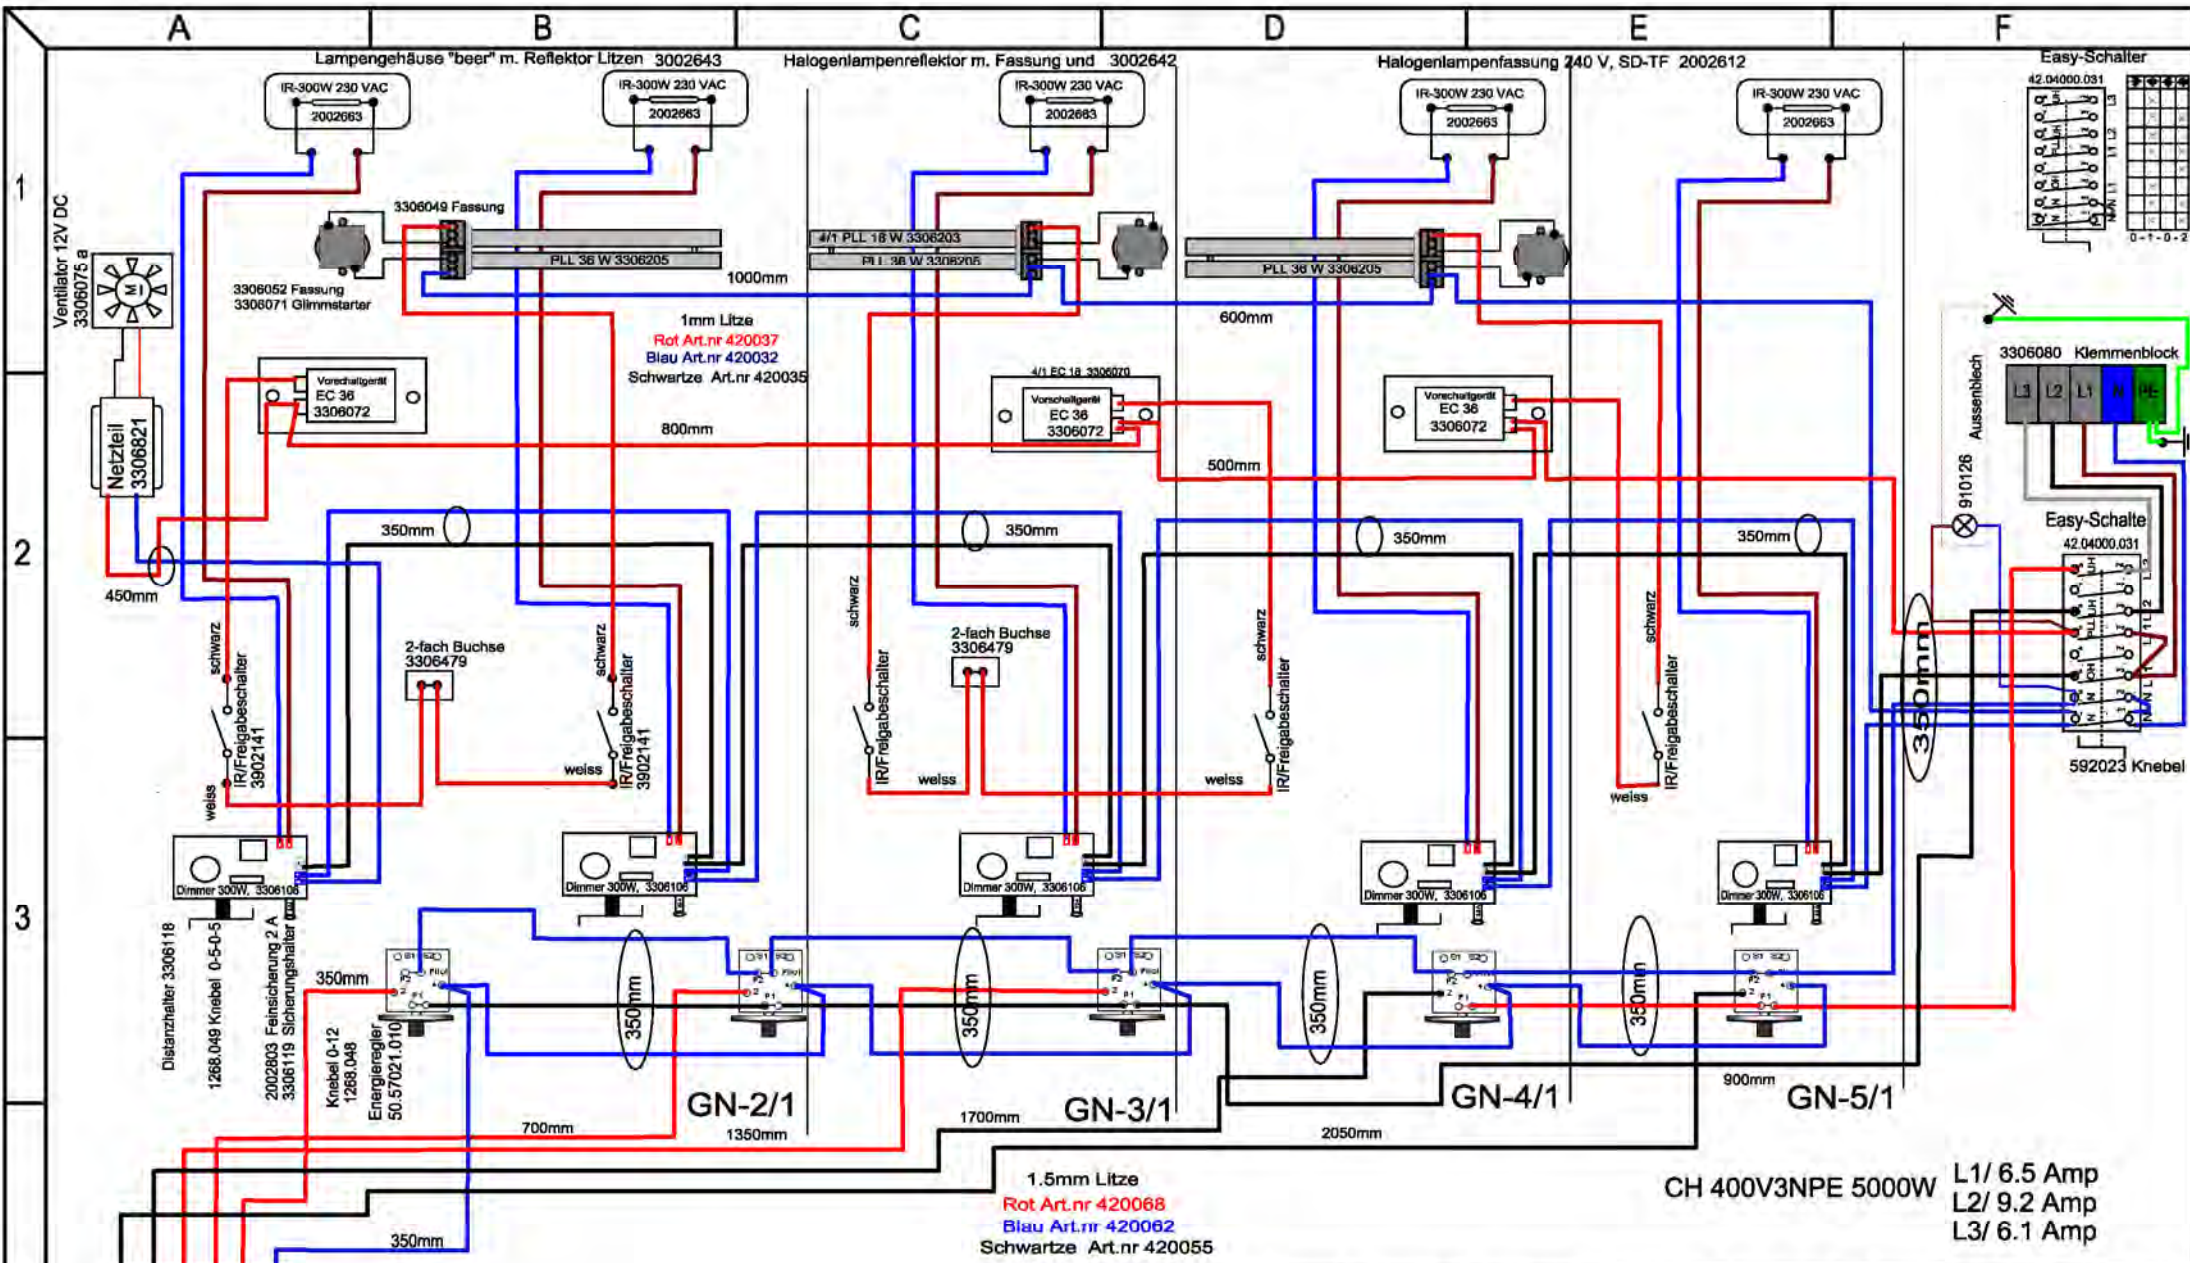 A B C D E F
1
2
3
Lampengehäuse "beer" m. Reflektor Litzen 3002643
Halogenlampenreflektor m. Fassung und 3002642
Halogenlampenfassung 240 V, SD-TF 2002612
Easy-Schalter
42.04000.031
0-1-0-2
IR-300W 230 VAC
2002663
IR-300W 230 VAC
2002663
IR-300W 230 VAC
2002663
IR-300W 230 VAC
2002663
IR-300W 230 VAC
2002663
Ventilator 12V DC
3306075 a
M1
3306049 Fassung
3306052 Fassung
3306071 Glimmstarter
PLL 36 W 3306205
4/1 PLL 18 W 3306203
PLL 36 W 3306205
PLL 36 W 3306205
1000mm
600mm
1mm Litze
Rot Art.nr 420037
Blau Art.nr 420032
Schwartze Art.nr 420035
Vorschaltgerät
EC 36
3306072
4/1 EC 18 3306070
Vorschaltgerät
EC 36
3306072
Vorschaltgerät
EC 36
3306072
800mm
500mm
Netzteil
3306821
450mm
350mm
350mm
350mm
350mm
Aussenblech
910126
3306080 Klemmenblock
L3 L2 L1 N PE
Easy-Schalte
42.04000.031
592023 Knebel
350mm
schwarz
IR/Freigabeschalter
3902141
weiss
2-fach Buchse
3306479
schwarz
IR/Freigabeschalter
3902141
weiss
schwarz
IR/Freigabeschalter
weiss
2-fach Buchse
3306479
schwarz
IR/Freigabeschalter
weiss
schwarz
IR/Freigabeschalter
weiss
Dimmer 300W, 3306106
Dimmer 300W, 3306106
Dimmer 300W, 3306106
Dimmer 300W, 3306106
Dimmer 300W, 3306106
Distanzhalter 3306118
1268.049 Knebel 0-5-0-5
2002803 Feinsicherung 2 A
3306119 Sicherungshalter
Knebel 0-12
1268.048
Energieregler
50.57021.010
350mm
350mm
350mm
350mm
350mm
GN-2/1
GN-3/1
GN-4/1
GN-5/1
900mm
700mm
1350mm
1700mm
2050mm
350mm
1.5mm Litze
Rot Art.nr 420068
Blau Art.nr 420062
Schwartze Art.nr 420055
CH 400V3NPE 5000W
L1/ 6.5 Amp
L2/ 9.2 Amp
L3/ 6.1 Amp